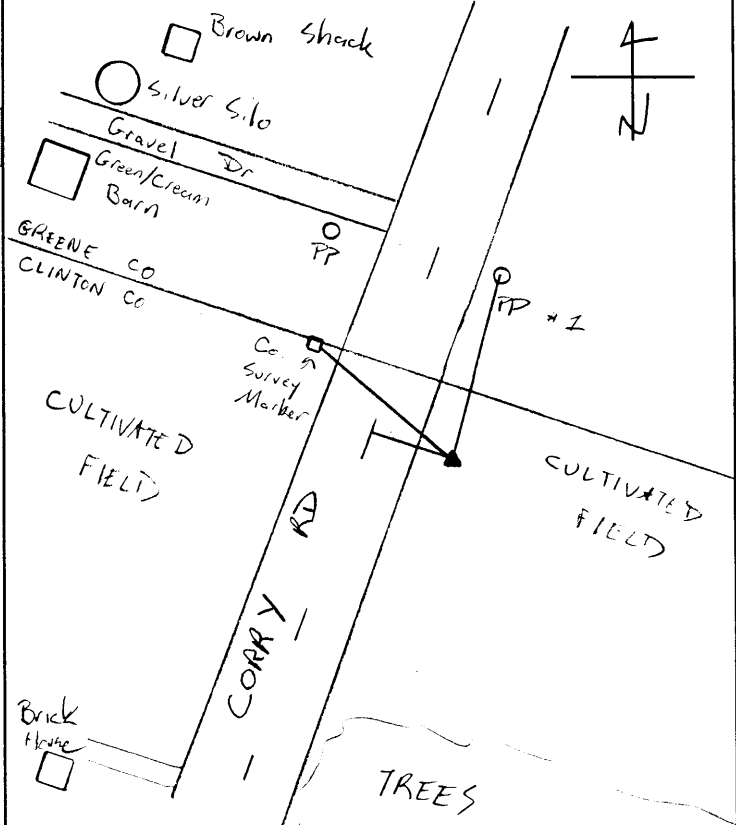 Brown Shack
Silver Silo
Gravel Dr
Green/Cream
Barn
PP
N
GREENE CO
CLINTON CO
PP #1
Co.
Survey
Marker
CULTIVATED
FIELD
CULTIVATED
FIELD
CORRY RD
Brick
House
TREES